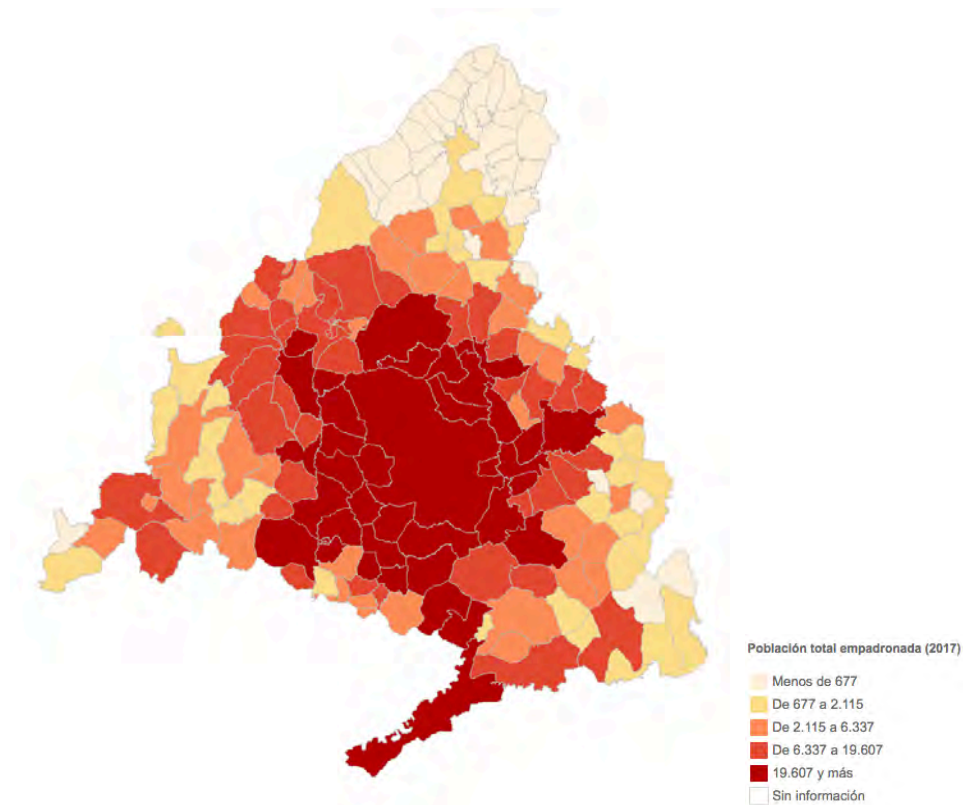 Población total empadronada (2017)
Menos de 677
De 677 a 2.115
De 2.115 a 6.337
De 6.337 a 19.607
19.607 y más
Sin información